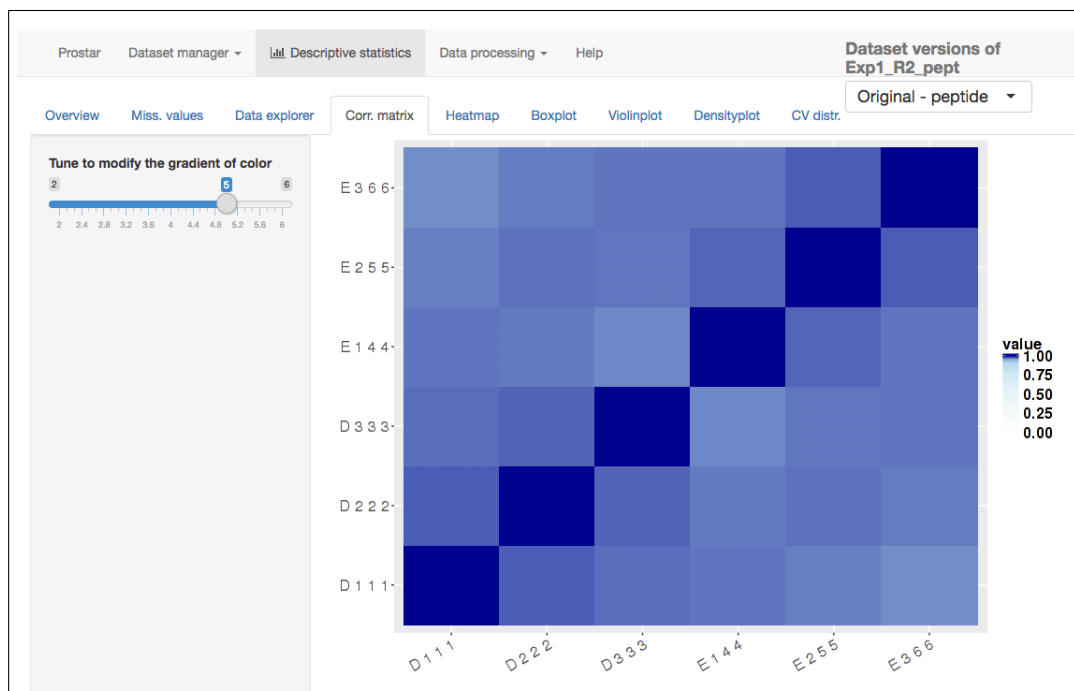 Prostar Dataset manager Descriptive statistics Data processing Help
Dataset versions of
Exp1_R2_pept
Original - peptide
Overview Miss. values Data explorer Corr. matrix Heatmap Boxplot Violinplot Densityplot CV distr.
Tune to modify the gradient of color
2 5 6
2 2.4 2.8 3.2 3.6 4 4.4 4.8 5.2 5.6 6
E 3 6 6
E 2 5 5
E 1 4 4
D 3 3 3
D 2 2 2
D 1 1 1
value
1.00
0.75
0.50
0.25
0.00
D 1 1 1 D 2 2 2 D 3 3 3 E 1 4 4 E 2 5 5 E 3 6 6